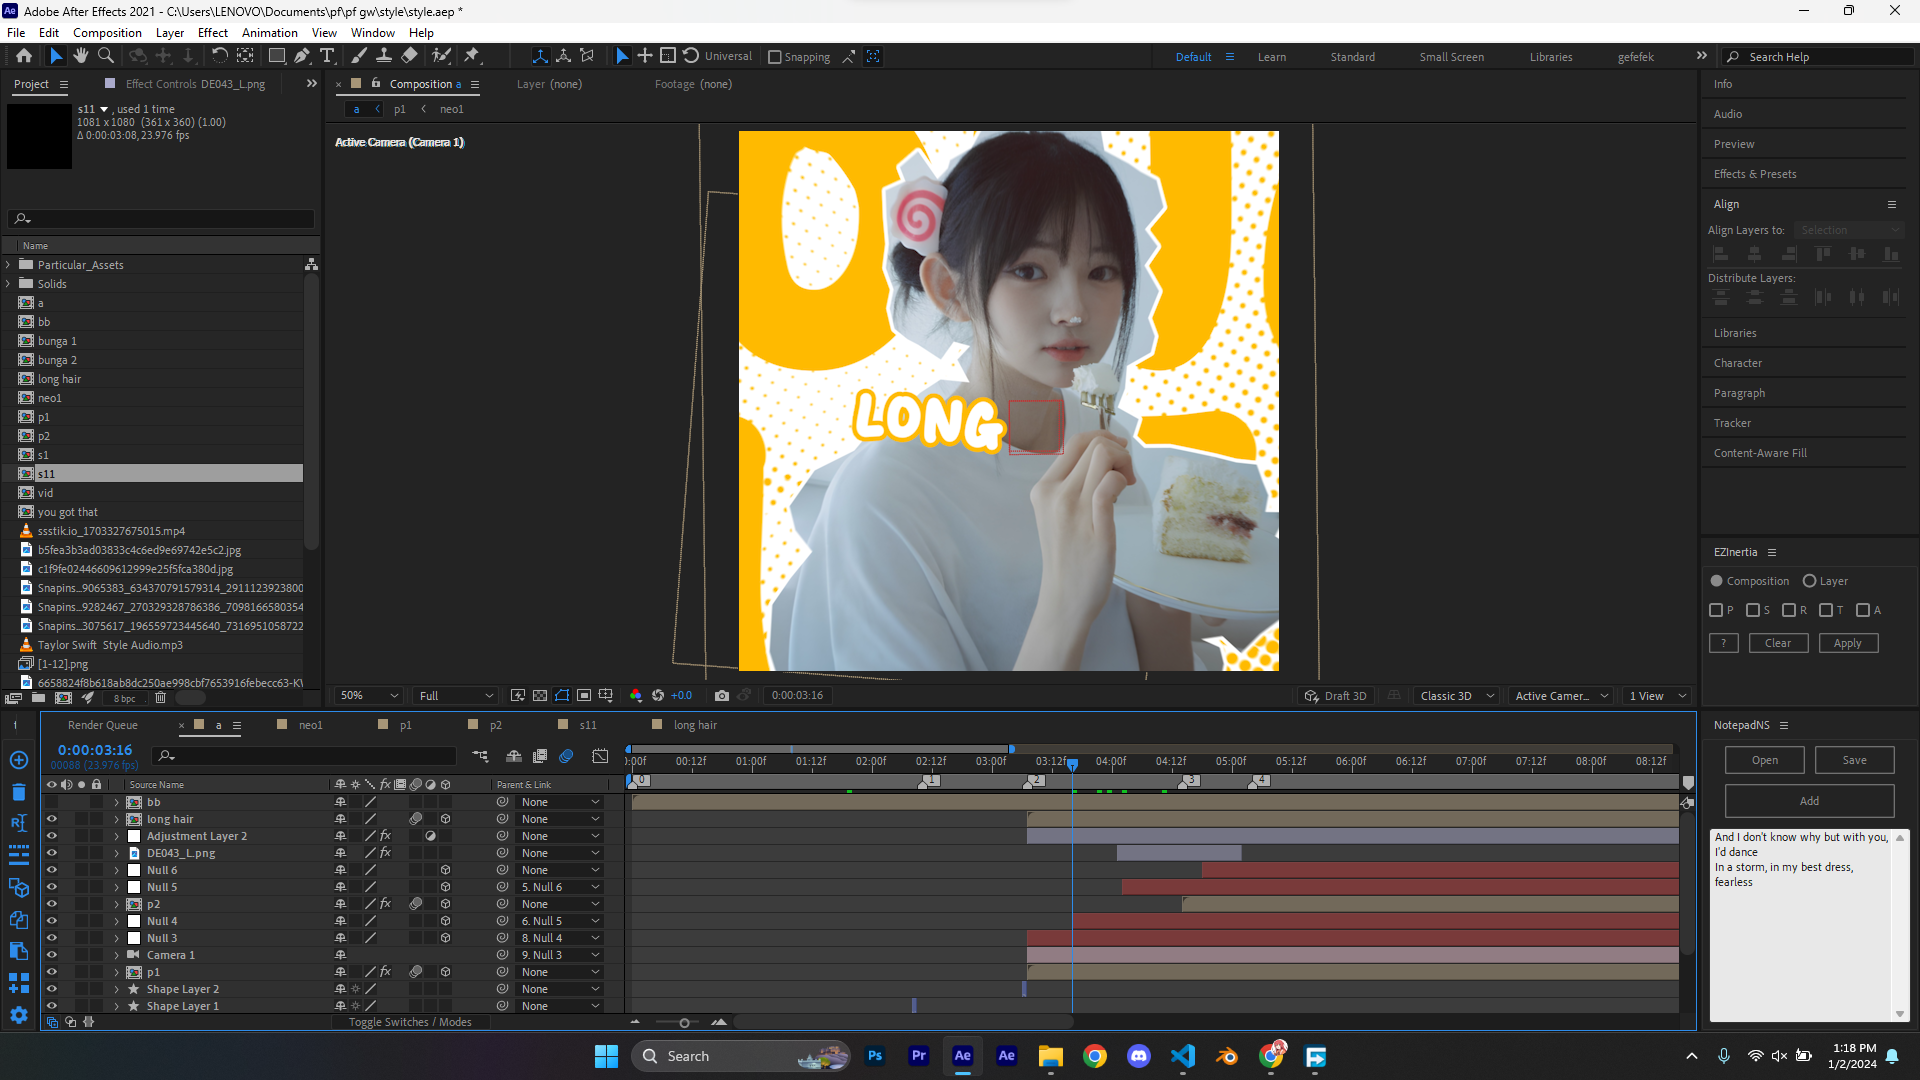 Adobe After Effects 2021 - C:\Users\LENOVO\Documents\pf\pf gw\style\style.aep *
File Edit Composition Layer Effect Animation View Window Help
Universal Snapping Default Learn Standard Small Screen Libraries gefefek Search Help
Project Effect Controls DE043_L.png
Composition a Layer (none) Footage (none)
s11 , used 1 time
1081 x 1080 (361 x 360) (1.00)
Δ 0:00:03:08, 23.976 fps
a p1 neo1
Active Camera (Camera 1)
Name
Particular_Assets
Solids
a
bb
bunga 1
bunga 2
long hair
neo1
p1
p2
s1
s11
vid
you got that
ssstik.io_1703327675015.mp4
b5fea3b3ad03833c4c6ed9e69742e5c2.jpg
c1f9fe02446609612999e25f5fca380d.jpg
Snapins...9065383_634370791579314_2911123923800
Snapins...9282467_270329328786386_7098166580354
Snapins...3075617_196559723445640_7316951058722
Taylor Swift Style Audio.mp3
[1-12].png
6658824f8b618ab8dc250ae998cbf7653916febecc63-KV
8 bpc
LONG
50% Full +0.0 0:00:03:16 Draft 3D Classic 3D Active Camer... 1 View
Info
Audio
Preview
Effects & Presets
Align
Align Layers to: Selection
Distribute Layers:
Libraries
Character
Paragraph
Tracker
Content-Aware Fill
EZInertia
Composition Layer
P S R T A
? Clear Apply
NotepadNS
Open Save
Add
And I don't know why but with you,
I'd dance
In a storm, in my best dress,
fearless
Render Queue a neo1 p1 p2 s11 long hair
0:00:03:16
00088 (23.976 fps)
:00f 00:12f 01:00f 01:12f 02:00f 02:12f 03:00f 03:12f 04:00f 04:12f 05:00f 05:12f 06:00f 06:12f 07:00f 07:12f 08:00f 08:12f
0 1 2 3 4
Source Name Parent & Link
bb None
long hair None
Adjustment Layer 2 None
DE043_L.png None
Null 6 None
Null 5 5. Null 6
p2 None
Null 4 6. Null 5
Null 3 8. Null 4
Camera 1 9. Null 3
p1 None
Shape Layer 2 None
Shape Layer 1 None
Toggle Switches / Modes
Search
Ps Pr Ae Ae
1:18 PM
1/2/2024